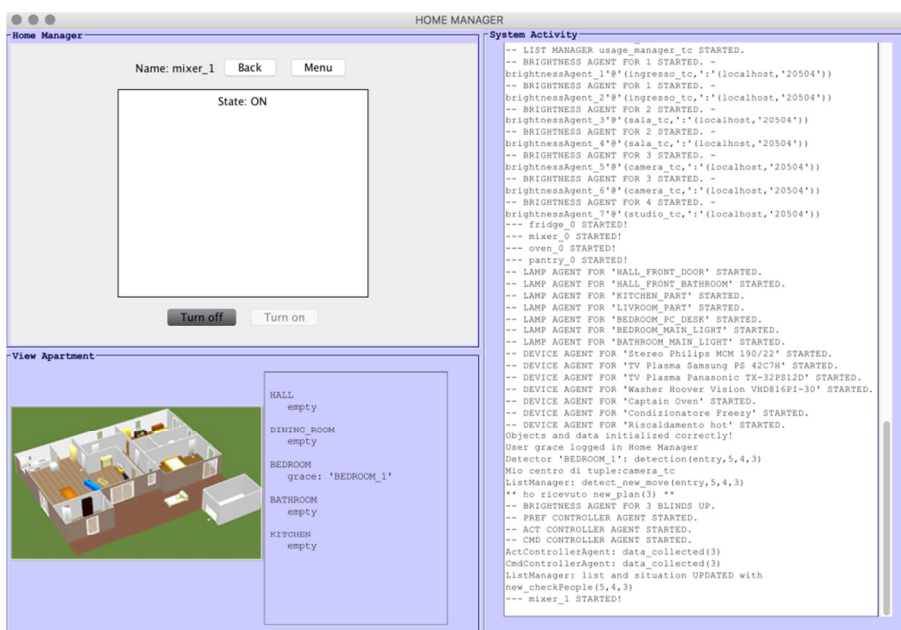 HOME MANAGER
Home Manager
Name: mixer_1 Back Menu
State: ON
Turn off Turn on
View Apartment
HALL
empty
DINING_ROOM
empty
BEDROOM
grace: 'BEDROOM_1'
BATHROOM
empty
KITCHEN
empty
System Activity
-- LIST MANAGER usage_manager_tc STARTED.
-- BRIGHTNESS AGENT FOR 1 STARTED. -
brightnessAgent_1'@'(ingresso_tc,':'(localhost,'20504'))
-- BRIGHTNESS AGENT FOR 1 STARTED. -
brightnessAgent_2'@'(ingresso_tc,':'(localhost,'20504'))
-- BRIGHTNESS AGENT FOR 2 STARTED. -
brightnessAgent_3'@'(sala_tc,':'(localhost,'20504'))
-- BRIGHTNESS AGENT FOR 2 STARTED. -
brightnessAgent_4'@'(sala_tc,':'(localhost,'20504'))
-- BRIGHTNESS AGENT FOR 3 STARTED. -
brightnessAgent_5'@'(camera_tc,':'(localhost,'20504'))
-- BRIGHTNESS AGENT FOR 3 STARTED. -
brightnessAgent_6'@'(camera_tc,':'(localhost,'20504'))
-- BRIGHTNESS AGENT FOR 4 STARTED. -
brightnessAgent_7'@'(studio_tc,':'(localhost,'20504'))
--- fridge_0 STARTED!
--- mixer_0 STARTED!
--- oven_0 STARTED!
--- pantry_0 STARTED!
-- LAMP AGENT FOR 'HALL_FRONT_DOOR' STARTED.
-- LAMP AGENT FOR 'HALL_FRONT_BATHROOM' STARTED.
-- LAMP AGENT FOR 'KITCHEN_PART' STARTED.
-- LAMP AGENT FOR 'LIVROOM_PART' STARTED.
-- LAMP AGENT FOR 'BEDROOM_PC_DESK' STARTED.
-- LAMP AGENT FOR 'BEDROOM_MAIN_LIGHT' STARTED.
-- LAMP AGENT FOR 'BATHROOM_MAIN_LIGHT' STARTED.
-- DEVICE AGENT FOR 'Stereo Philips MCM 190/22' STARTED.
-- DEVICE AGENT FOR 'TV Plasma Samsung PS 42C7H' STARTED.
-- DEVICE AGENT FOR 'TV Plasma Panasonic TX-32PS12D' STARTED.
-- DEVICE AGENT FOR 'Washer Hoover Vision VHD816PI-30' STARTED.
-- DEVICE AGENT FOR 'Captain Oven' STARTED.
-- DEVICE AGENT FOR 'Condizionatore Freezy' STARTED.
-- DEVICE AGENT FOR 'Riscaldamento hot' STARTED.
Objects and data initialized correctly!
User grace logged in Home Manager
Detector 'BEDROOM_1': detection(entry,5,4,3)
Mio centro di tuple:camera_tc
ListManager: detect_new_move(entry,5,4,3)
** ho ricevuto new_plan(3) **
-- BRIGHTNESS AGENT FOR 3 BLINDS UP.
-- PREF CONTROLLER AGENT STARTED.
-- ACT CONTROLLER AGENT STARTED.
-- CMD CONTROLLER AGENT STARTED.
ActControllerAgent: data_collected(3)
CmdControllerAgent: data_collected(3)
ListManager: list and situation UPDATED with
new_checkPeople(5,4,3)
--- mixer_1 STARTED!